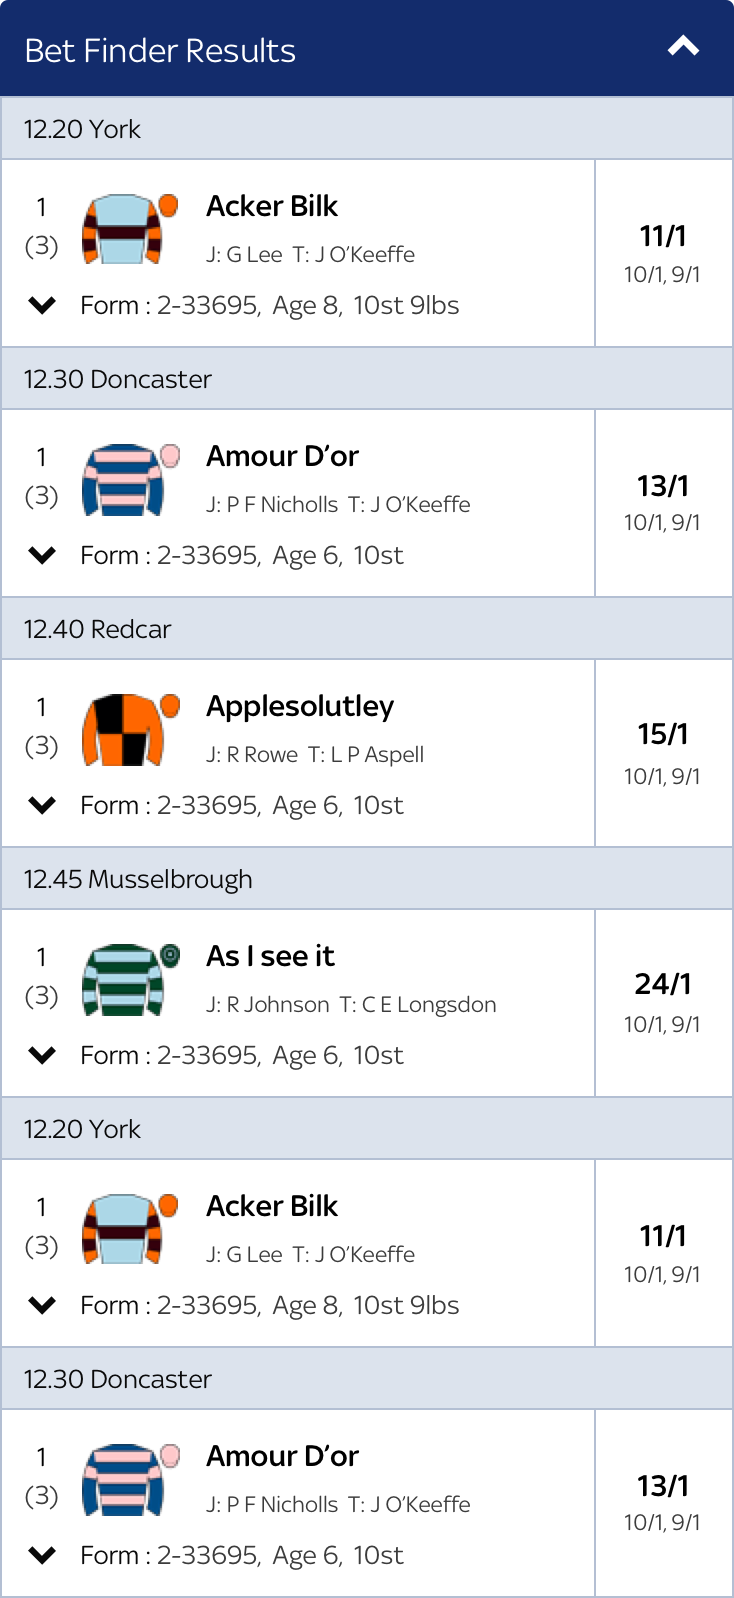 Bet Finder Results
12.20 York
1 Acker Bilk 11/1
(3) J: G Lee T: J O'Keeffe 10/1, 9/1
Form : 2-33695, Age 8, 10st 9lbs
12.30 Doncaster
1 Amour D'or 13/1
(3) J: P F Nicholls T: J O'Keeffe 10/1, 9/1
Form : 2-33695, Age 6, 10st
12.40 Redcar
1 Applesolutley 15/1
(3) J: R Rowe T: L P Aspell 10/1, 9/1
Form : 2-33695, Age 6, 10st
12.45 Musselbrough
1 As I see it 24/1
(3) J: R Johnson T: C E Longsdon 10/1, 9/1
Form : 2-33695, Age 6, 10st
12.20 York
1 Acker Bilk 11/1
(3) J: G Lee T: J O'Keeffe 10/1, 9/1
Form : 2-33695, Age 8, 10st 9lbs
12.30 Doncaster
1 Amour D'or 13/1
(3) J: P F Nicholls T: J O'Keeffe 10/1, 9/1
Form : 2-33695, Age 6, 10st